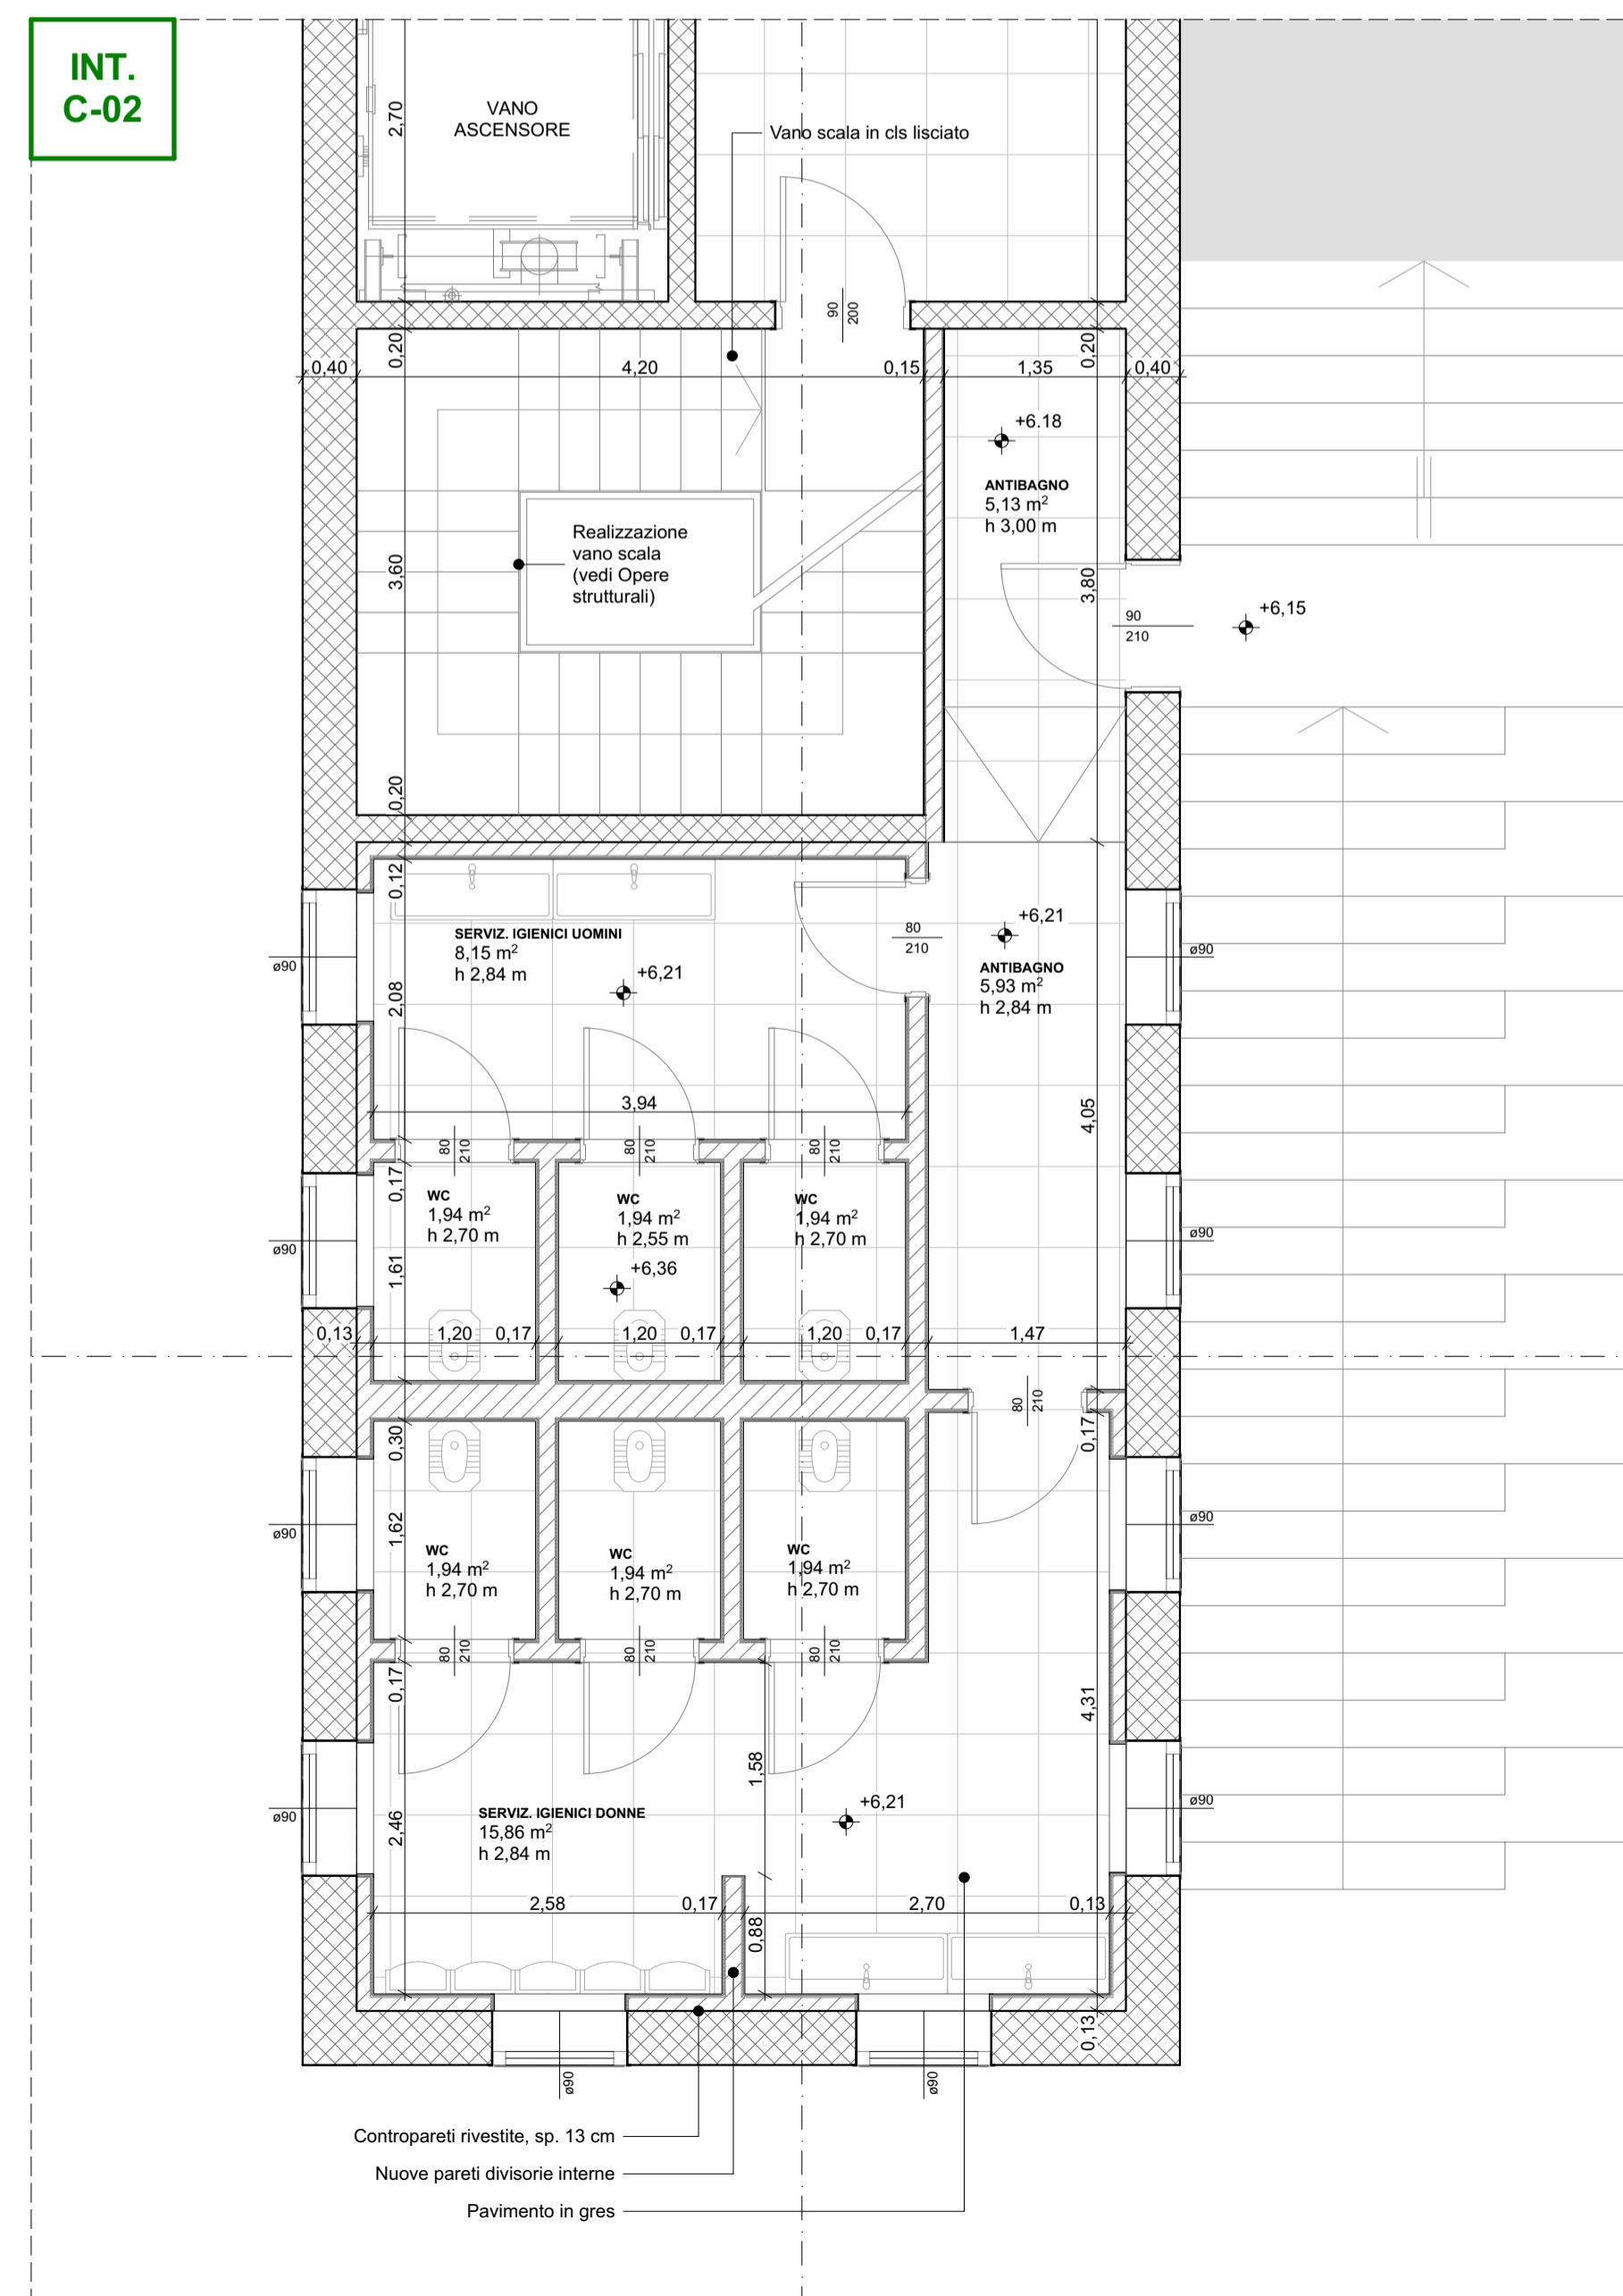 INT.
C-02
VANO
ASCENSORE
2,70
Vano scala in cls lisciato
90
200
0,20
0,20
0,40
4,20
0,15
1,35
0,40
+6.18
ANTIBAGNO
5,13 m²
h 3,00 m
Realizzazione
vano scala
(vedi Opere
strutturali)
3,60
3,80
+6,15
90
210
0,20
0,12
SERVIZ. IGIENICI UOMINI
8,15 m²
h 2,84 m
+6,21
80
210
+6,21
ANTIBAGNO
5,93 m²
h 2,84 m
ø90
ø90
2,08
3,94
4,05
80
210
80
210
80
210
0,17
WC
1,94 m²
h 2,70 m
WC
1,94 m²
h 2,55 m
+6,36
WC
1,94 m²
h 2,70 m
ø90
ø90
1,61
0,13
1,20
0,17
1,20
0,17
1,20
0,17
1,47
80
210
0,17
0,30
1,62
ø90
ø90
WC
1,94 m²
h 2,70 m
WC
1,94 m²
h 2,70 m
WC
1,94 m²
h 2,70 m
80
210
80
210
80
210
0,17
4,31
1,58
2,46
ø90
ø90
SERVIZ. IGIENICI DONNE
15,86 m²
h 2,84 m
+6,21
2,58
0,17
2,70
0,13
0,88
0,13
ø90
ø90
Contropareti rivestite, sp. 13 cm
Nuove pareti divisorie interne
Pavimento in gres